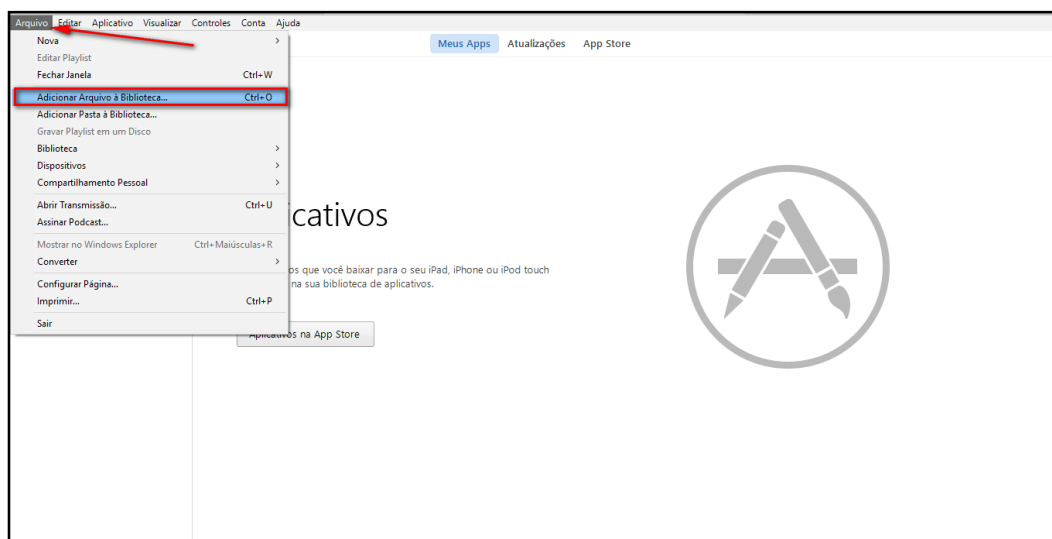 Arquivo Editar Aplicativo Visualizar Controles Conta Ajuda
Nova
Editar Playlist
Fechar Janela Ctrl+W
Adicionar Arquivo à Biblioteca... Ctrl+O
Adicionar Pasta à Biblioteca...
Gravar Playlist em um Disco
Biblioteca
Dispositivos
Compartilhamento Pessoal
Abrir Transmissão... Ctrl+U
Assinar Podcast...
Mostrar no Windows Explorer Ctrl+Maiúsculas+R
Converter
Configurar Página...
Imprimir... Ctrl+P
Sair
Meus Apps Atualizações App Store
icativos
os que você baixar para o seu iPad, iPhone ou iPod touch
na sua biblioteca de aplicativos.
Aplicativos na App Store